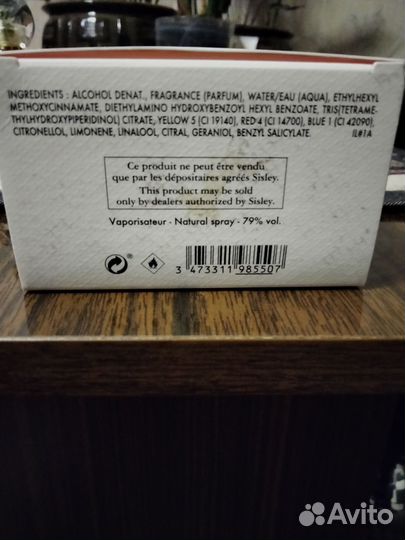 INGREDIENTS : ALCOHOL DENAT., FRAGRANCE (PARFUM), WATER/EAU (AQUA), ETHYLHEXYL
METHOXYCINNAMATE, DIETHYLAMINO HYDROXYBENZOYL HEXYL BENZOATE, TRIS(TETRAME-
THYLHYDROXYPIPERIDINOL) CITRATE, YELLOW 5 (CI 19140), RED 4 (CI 14700), BLUE 1 (CI 42090),
CITRONELLOL, LIMONENE, LINALOOL, CITRAL, GERANIOL, BENZYL SALICYLATE. IL#1A
Ce produit ne peut être vendu
que par les dépositaires agréés Sisley.
This product may be sold
only by dealers authorized by Sisley.
Vaporisateur - Natural spray - 79% vol.
3 473311 985507
Avito